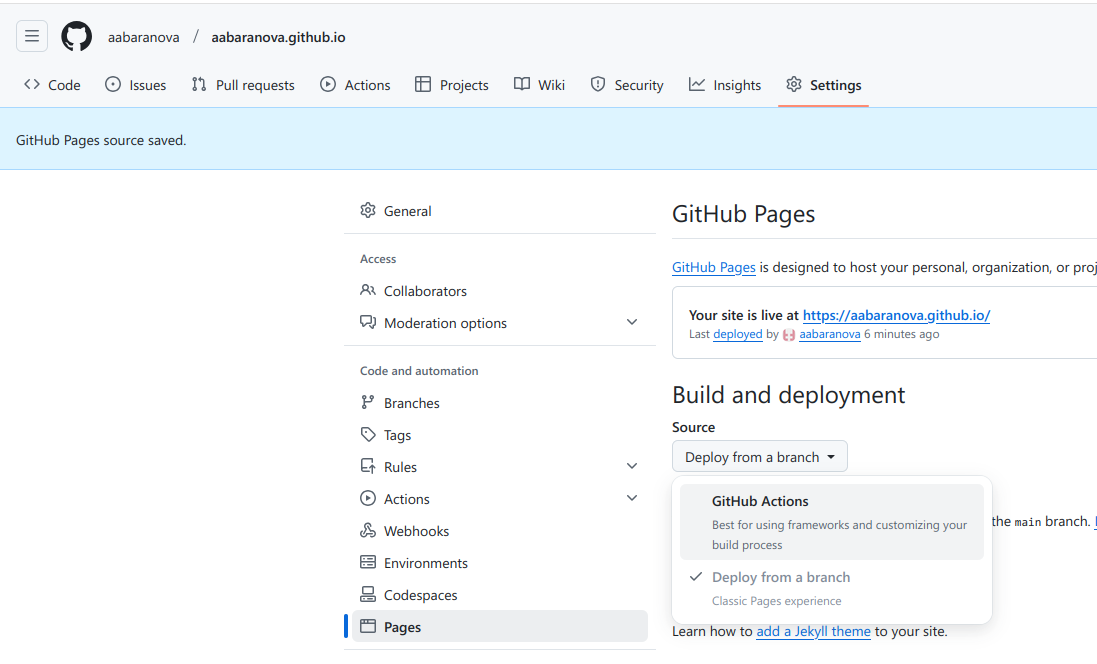 aabaranova / aabaranova.github.io
Code Issues Pull requests Actions Projects Wiki Security Insights Settings
GitHub Pages source saved.
General
Access
Collaborators
Moderation options
Code and automation
Branches
Tags
Rules
Actions
Webhooks
Environments
Codespaces
Pages
GitHub Pages
GitHub Pages is designed to host your personal, organization, or
Your site is live at https://aabaranova.github.io/
Last deployed by aabaranova 6 minutes ago
Build and deployment
Source
Deploy from a branch
GitHub Actions
Best for using frameworks and customizing your
build process
the main branch.
Deploy from a branch
Classic Pages experience
Learn how to add a Jekyll theme to your site.